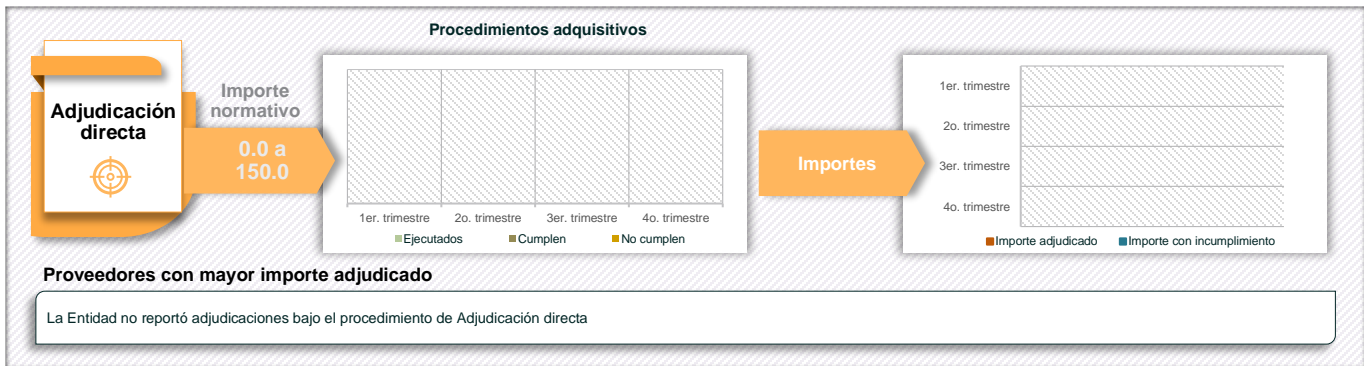 Procedimientos adquisitivos
Adjudicación
directa
Importe
normativo
0.0 a
150.0
1er. trimestre
2o. trimestre
3er. trimestre
4o. trimestre
Ejecutados
Cumplen
No cumplen
Importes
1er. trimestre
2o. trimestre
3er. trimestre
4o. trimestre
Importe adjudicado
Importe con incumplimiento
Proveedores con mayor importe adjudicado
La Entidad no reportó adjudicaciones bajo el procedimiento de Adjudicación directa